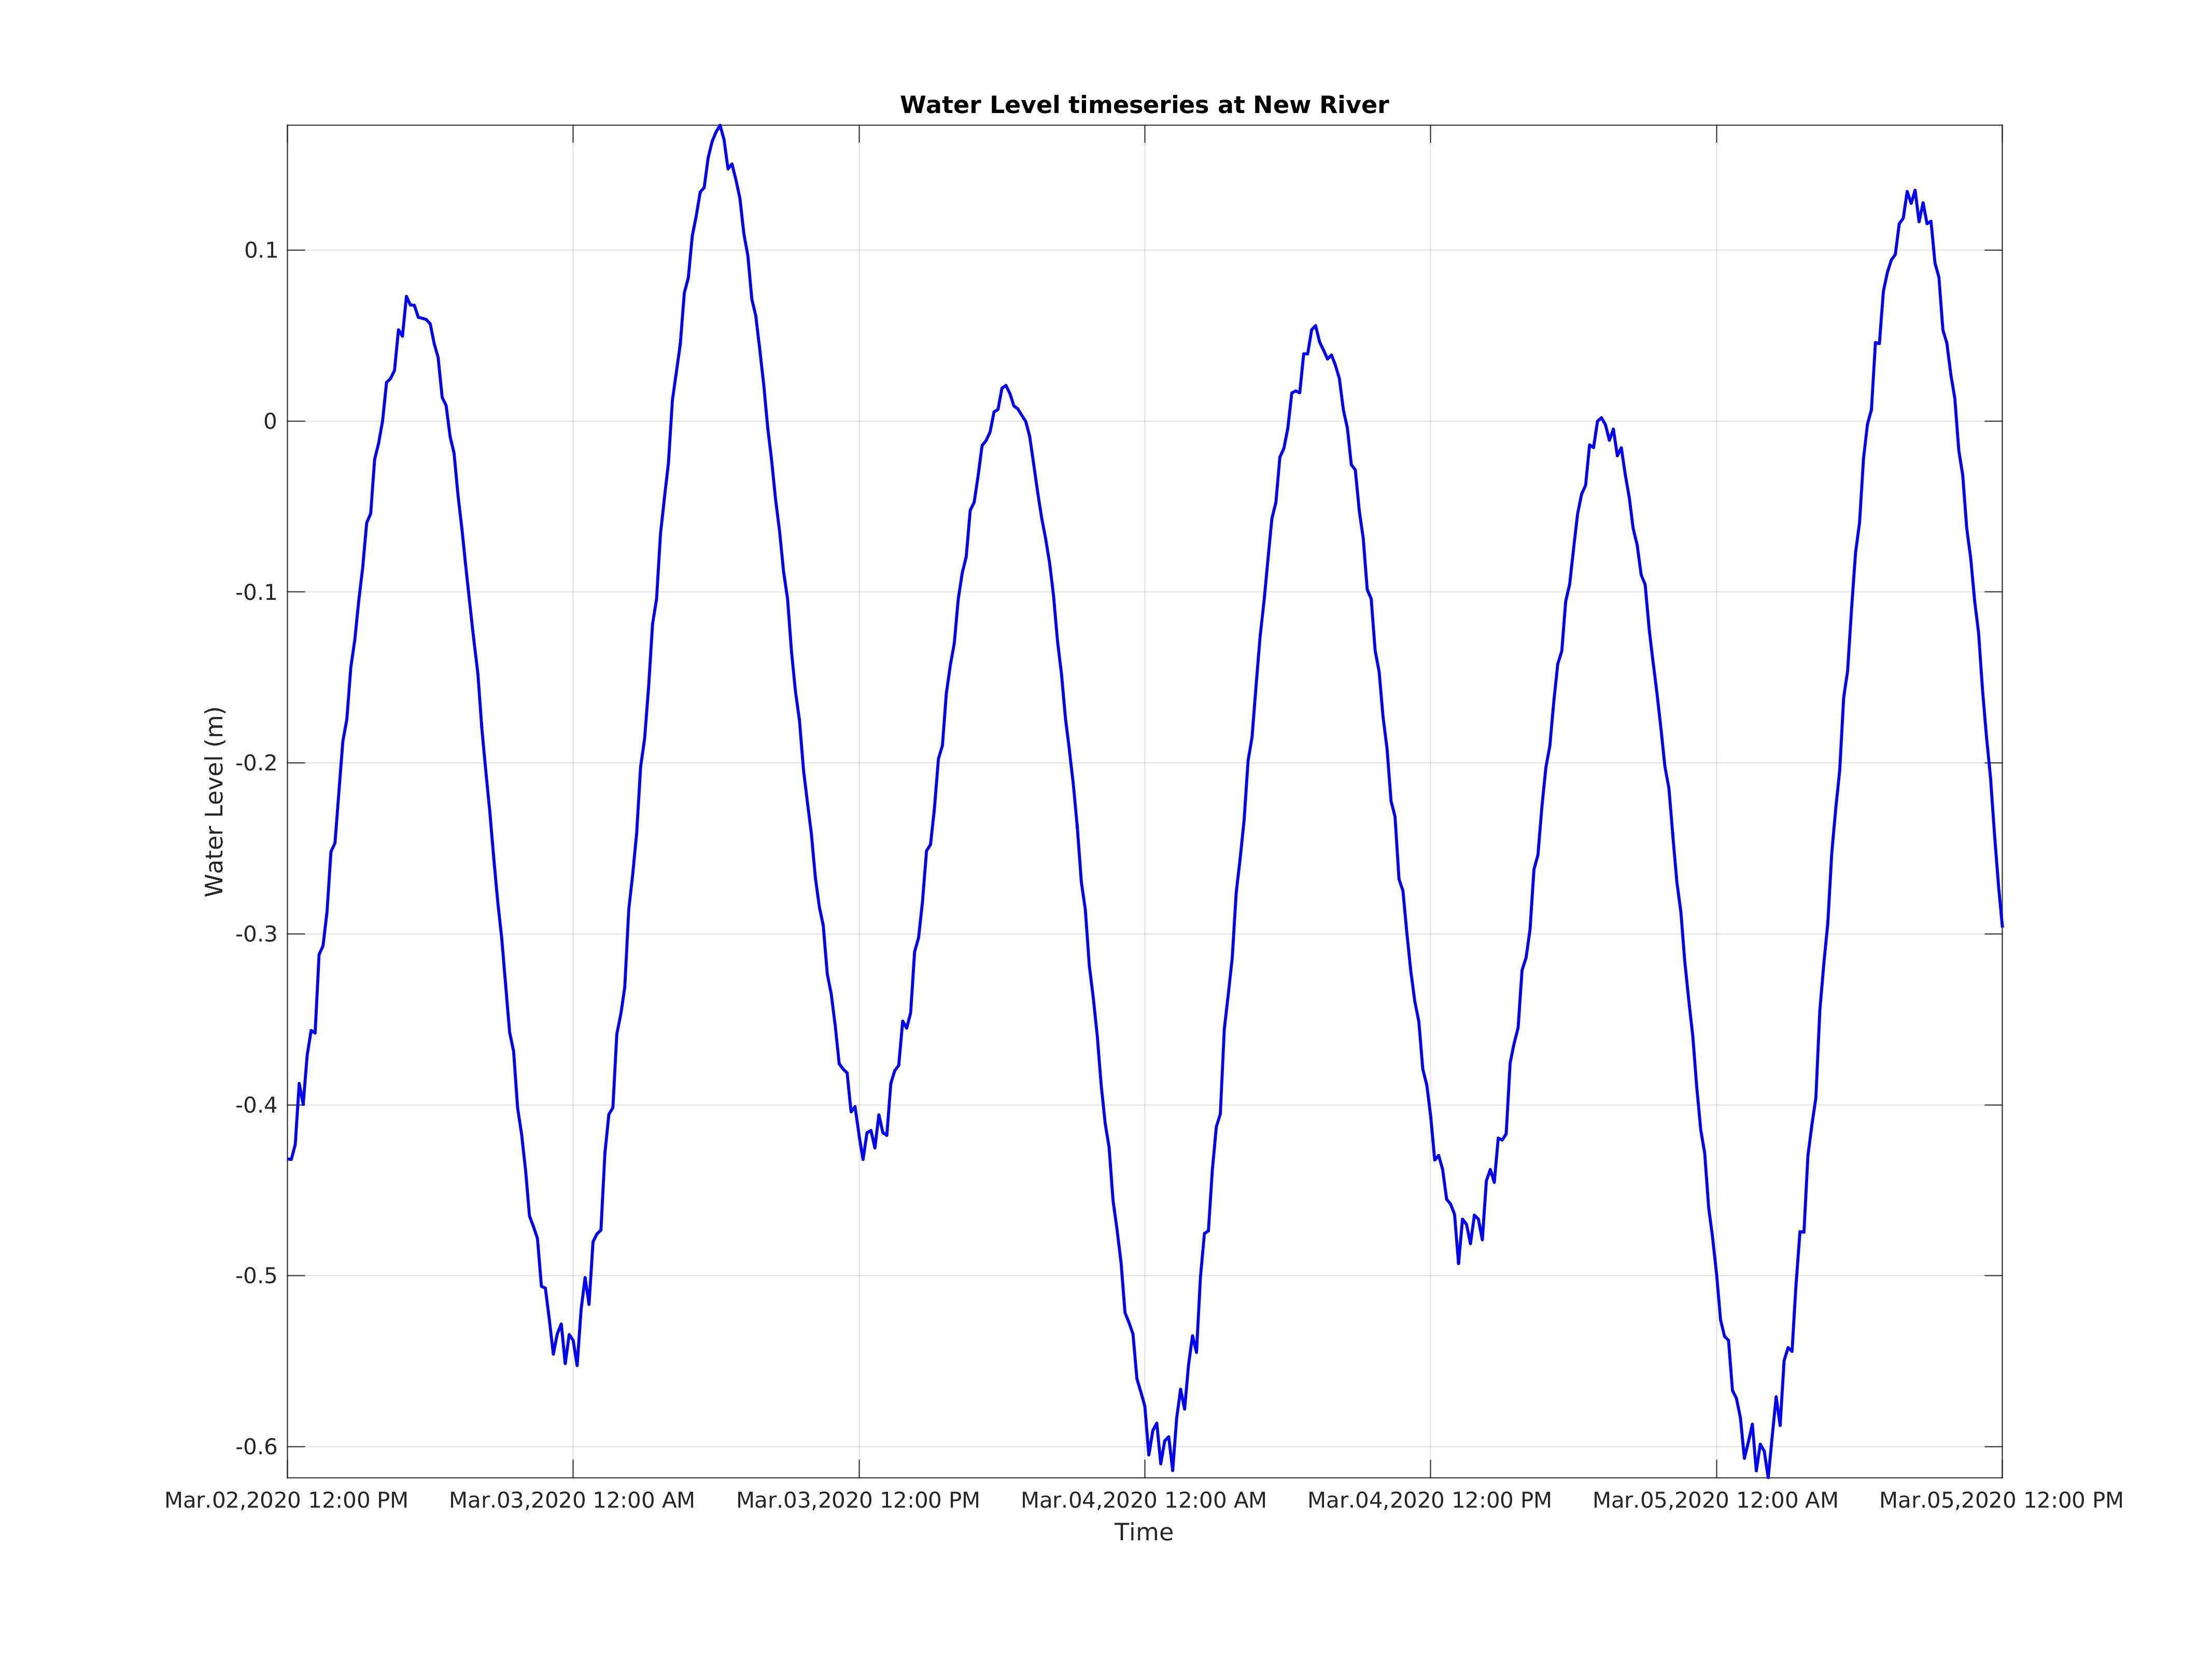 Water Level timeseries at New River
Water Level (m)
0.1
0
-0.1
-0.2
-0.3
-0.4
-0.5
-0.6
Mar.02,2020 12:00 PM
Mar.03,2020 12:00 AM
Mar.03,2020 12:00 PM
Mar.04,2020 12:00 AM
Mar.04,2020 12:00 PM
Mar.05,2020 12:00 AM
Mar.05,2020 12:00 PM
Time